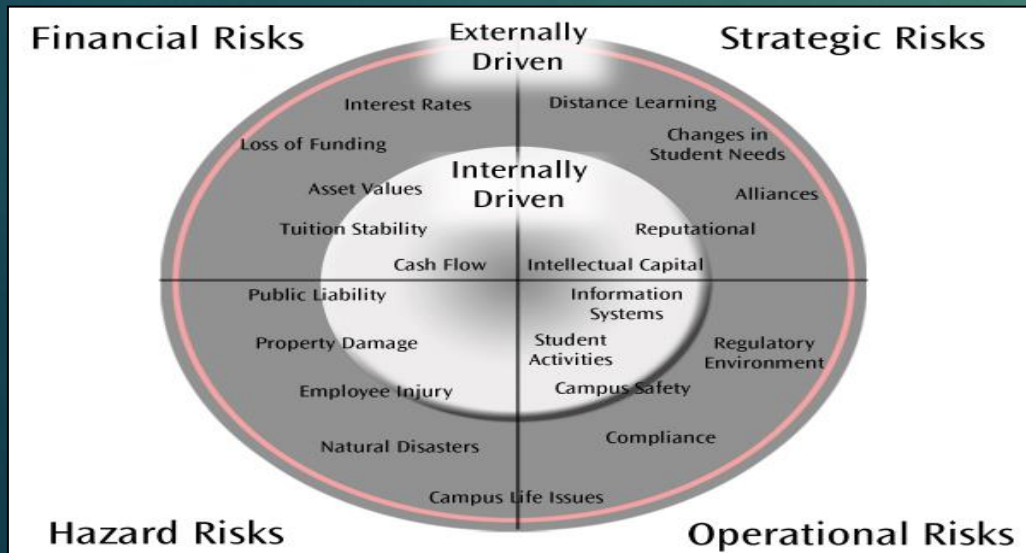 Financial Risks
Externally
Driven
Strategic Risks
Interest Rates
Distance Learning
Loss of Funding
Changes in
Student Needs
Asset Values
Internally
Driven
Alliances
Tuition Stability
Reputational
Cash Flow
Intellectual Capital
Public Liability
Information
Systems
Property Damage
Student
Activities
Regulatory
Environment
Employee Injury
Campus Safety
Natural Disasters
Compliance
Campus Life Issues
Hazard Risks
Operational Risks